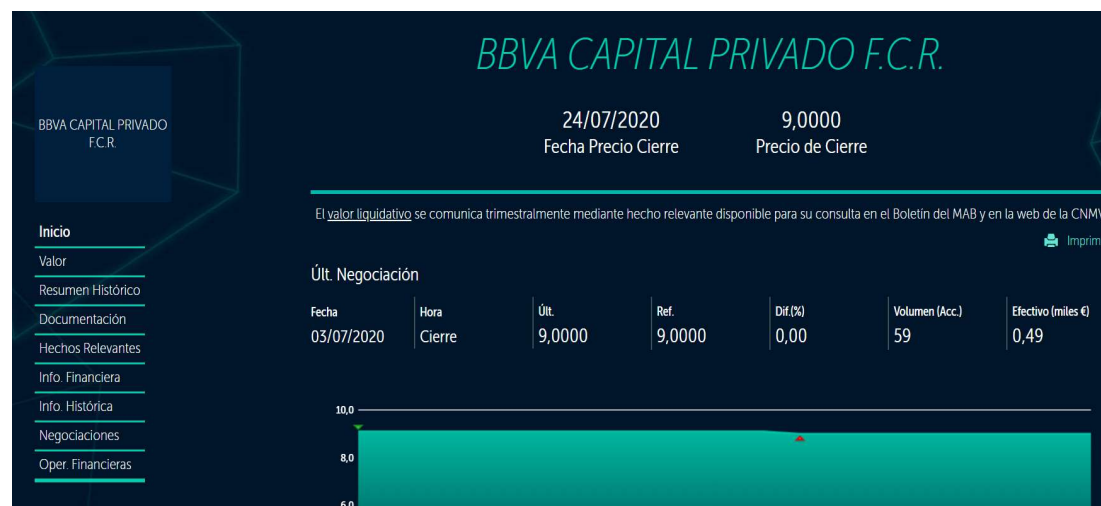 BBVA CAPITAL PRIVADO F.C.R.
24/07/2020 9,0000
Fecha Precio Cierre Precio de Cierre
BBVA CAPITAL PRIVADO
F.C.R.
El valor liquidativo se comunica trimestralmente mediante hecho relevante disponible para su consulta en el Boletín del MAB y en la web de la CNMV
Imprim
Inicio
Valor
Resumen Histórico
Documentación
Hechos Relevantes
Info. Financiera
Info. Histórica
Negociaciones
Oper. Financieras
Últ. Negociación
Fecha Hora Últ. Ref. Dif.(%) Volumen (Acc.) Efectivo (miles €)
03/07/2020 Cierre 9,0000 9,0000 0,00 59 0,49
10,0
8,0
6,0